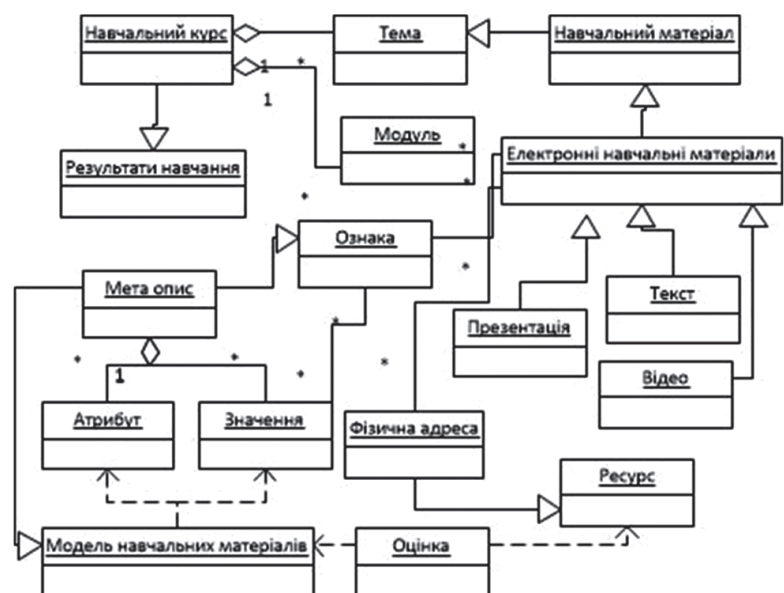 Навчальний курс
Тема
Навчальний матеріал
1
*
1
Модуль
*
Електронні навчальні матеріали
Результати навчання
*
*
Ознака
*
Мета опис
Текст
Презентація
*
*
1
*
*
*
Відео
Атрибут
Значення
Фізична адреса
Ресурс
Модель навчальних матеріалів
Оцінка